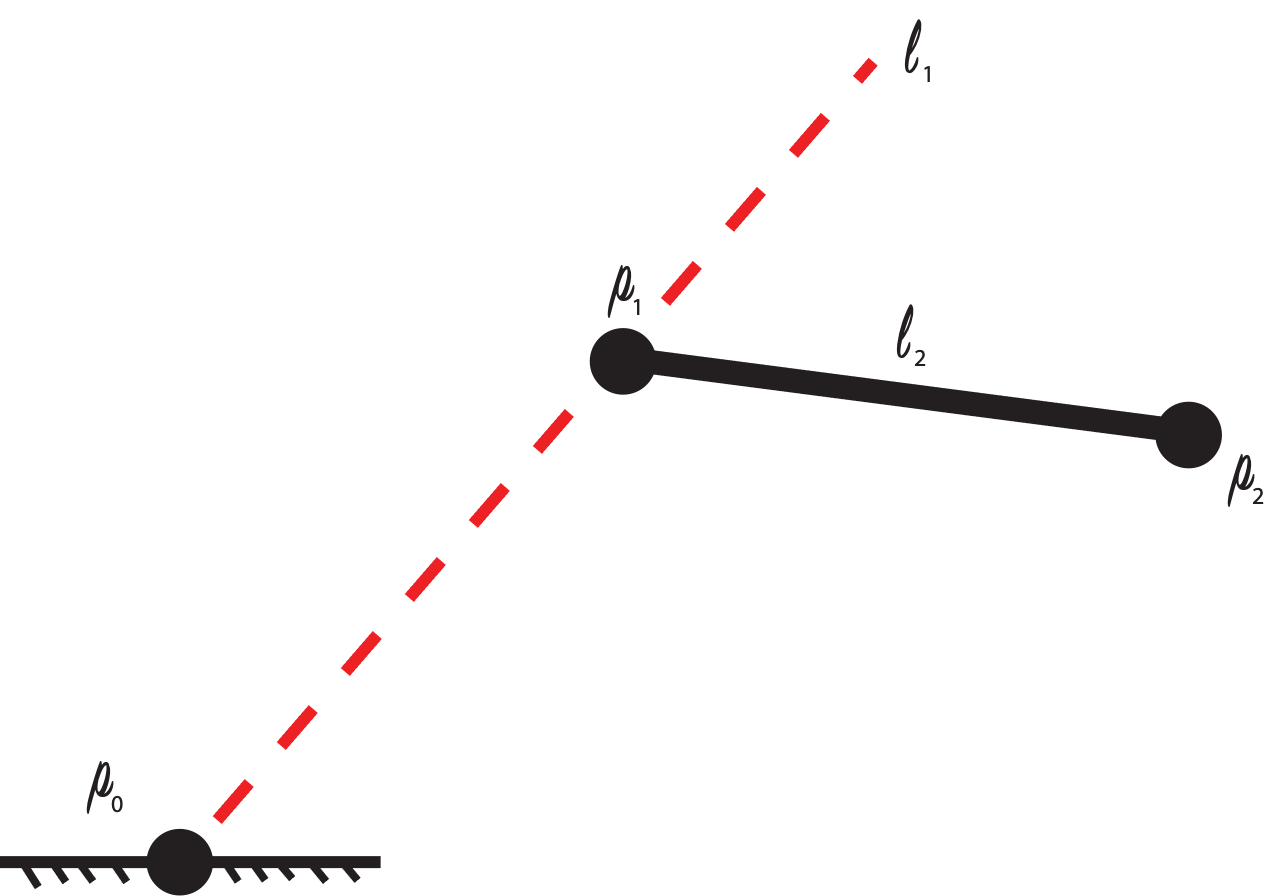 ℓ₁
p₁
ℓ₂
p₂
p₀